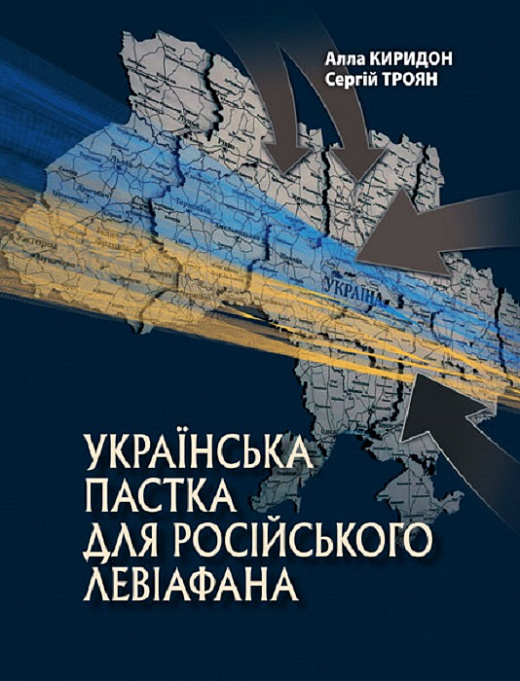 Алла КИРИДОН
Сергій ТРОЯН
УКРАЇНА
УКРАЇНСЬКА
ПАСТКА
ДЛЯ РОСІЙСЬКОГО
ЛЕВІАФАНА